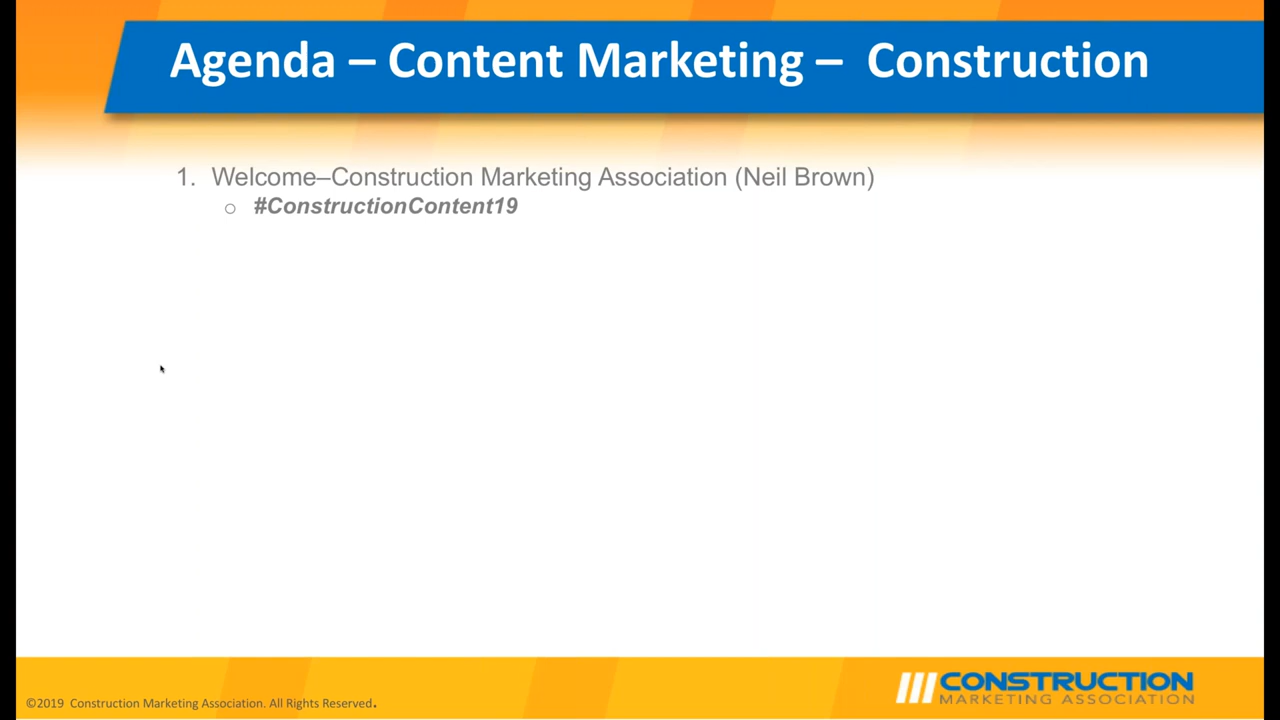 Agenda – Content Marketing – Construction
1. Welcome–Construction Marketing Association (Neil Brown)
○ #ConstructionContent19
©2019 Construction Marketing Association. All Rights Reserved.
CONSTRUCTION
MARKETING ASSOCIATION